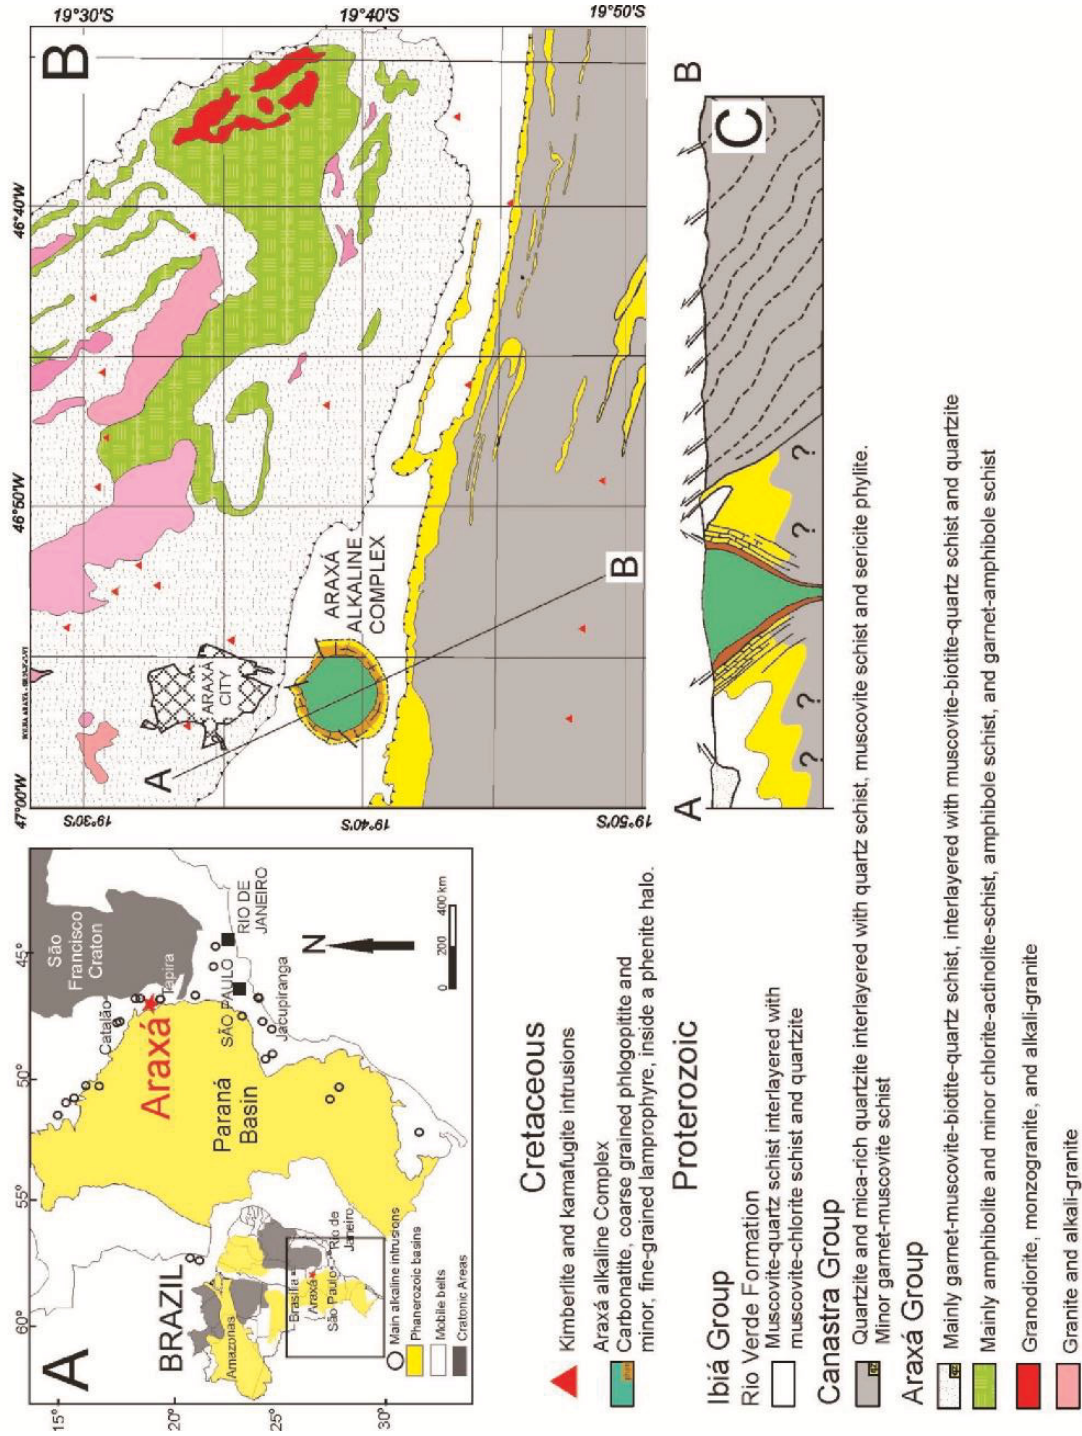 A
15°
20°
25°
30°
60°
55°
50°
45°
BRAZIL
Amazonas
Brasília
Araxá
São Paulo
Rio de
Janeiro
Main alkaline intrusions
Phanerozoic basins
Mobile belts
Cratonic Areas
São
Francisco
Craton
Catalão
Araxá
Tapira
Paraná
Basin
SÃO PAULO
RIO DE
JANEIRO
Jacupiranga
N
0 200 400 km
B
47°00'W
46°50'W
46°40'W
19°30'S
19°40'S
19°50'S
19°30'S
19°40'S
19°50'S
A
ARAXÁ
CITY
ARAXÁ
ALKALINE
COMPLEX
B
A
B
C
?
?
?
?
Cretaceous
Kimberlite and kamafugite intrusions
Araxá alkaline Complex
Carbonatite, coarse grained phlogopitite and
minor, fine-grained lamprophyre, inside a phenite halo.
Proterozoic
Ibiá Group
Rio Verde Formation
Muscovite-quartz schist interlayered with
muscovite-chlorite schist and quartzite
Canastra Group
Quartzite and mica-rich quartzite interlayered with quartz schist, muscovite schist and sericite phylite.
Minor garnet-muscovite schist
Araxá Group
Mainly garnet-muscovite-biotite-quartz schist, interlayered with muscovite-biotite-quartz schist and quartzite
Mainly amphibolite and minor chlorite-actinolite-schist, amphibole schist, and garnet-amphibole schist
Granodiorite, monzogranite, and alkali-granite
Granite and alkali-granite